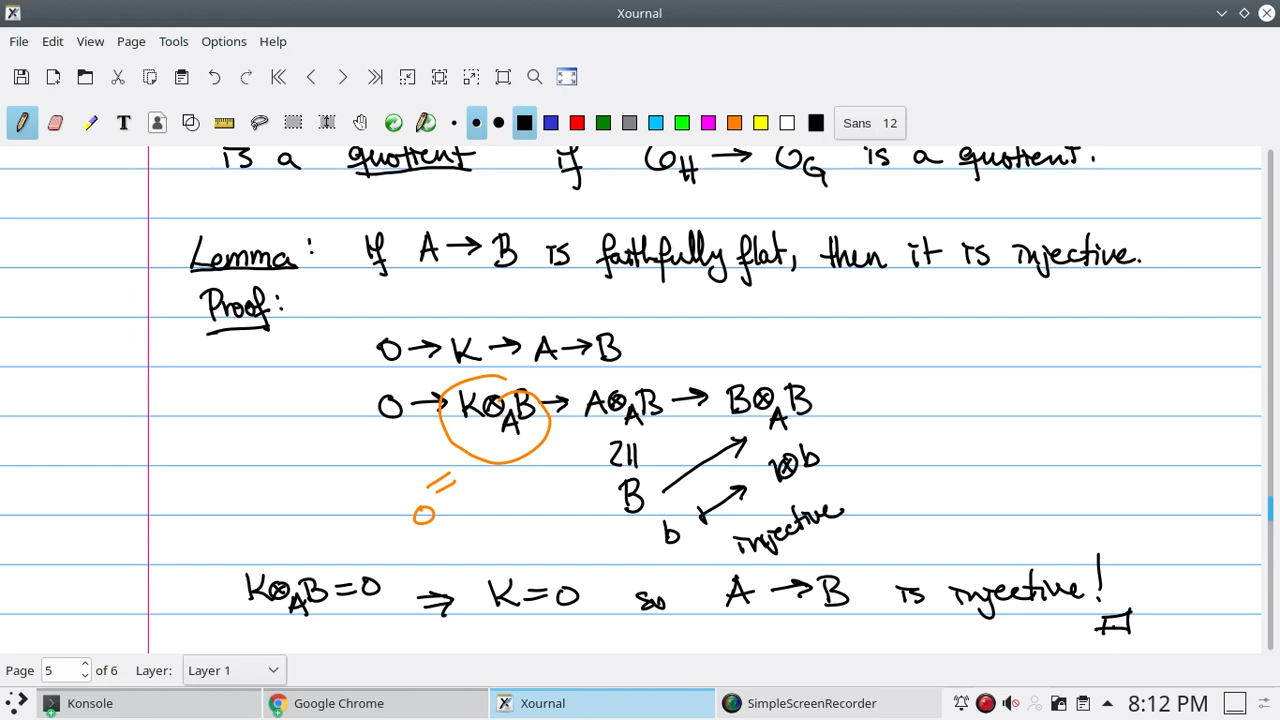 Xournal
File Edit View Page Tools Options Help
Sans 12
is a quotient if O_H → O_G is a quotient.
Lemma: If A → B is faithfully flat, then it is injective.
Proof:
0 → K → A → B
0 → K⊗_A B → A⊗_A B → B⊗_A B
≅
B
1⊗b
0
=
b
injective
K⊗_A B = 0 ⇒ K = 0 so A → B is injective!
Page 5 of 6 Layer: Layer 1
Konsole Google Chrome Xournal SimpleScreenRecorder 8:12 PM